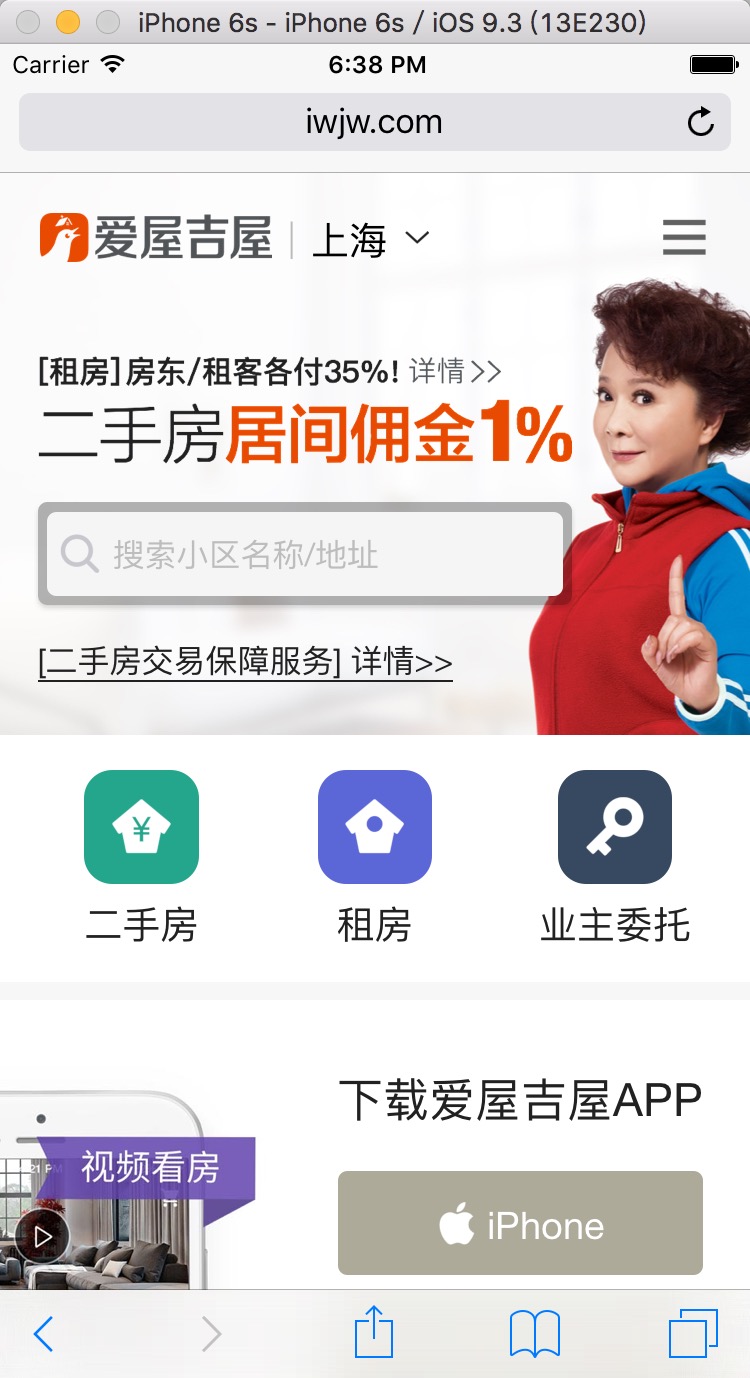 iPhone 6s - iPhone 6s / iOS 9.3 (13E230)
Carrier 6:38 PM
iwjw.com
爱屋吉屋 上海
[租房]房东/租客各付35%! 详情>>
二手房居间佣金1%
搜索小区名称/地址
[二手房交易保障服务] 详情>>
¥
二手房 租房 业主委托
下载爱屋吉屋APP
视频看房
iPhone